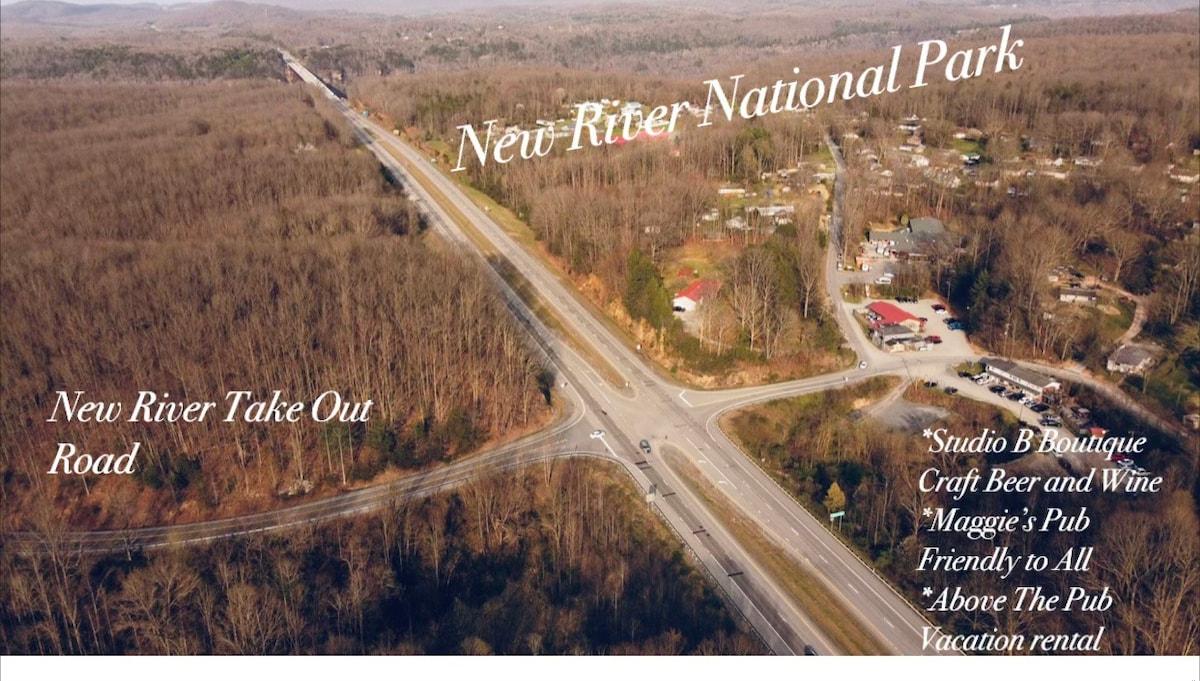 New River National Park
New River Take Out
Road
*Studio B Boutique
Craft Beer and Wine
*Maggie's Pub
Friendly to All
*Above The Pub
Vacation rental